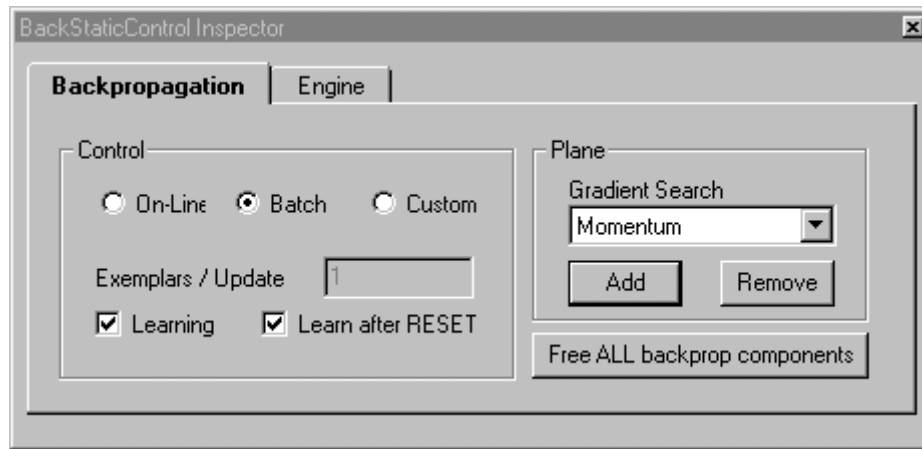 BackStaticControl Inspector
Backpropagation
Engine
Control
On-Line
Batch
Custom
Exemplars / Update
1
Learning
Learn after RESET
Plane
Gradient Search
Momentum
Add
Remove
Free ALL backprop components